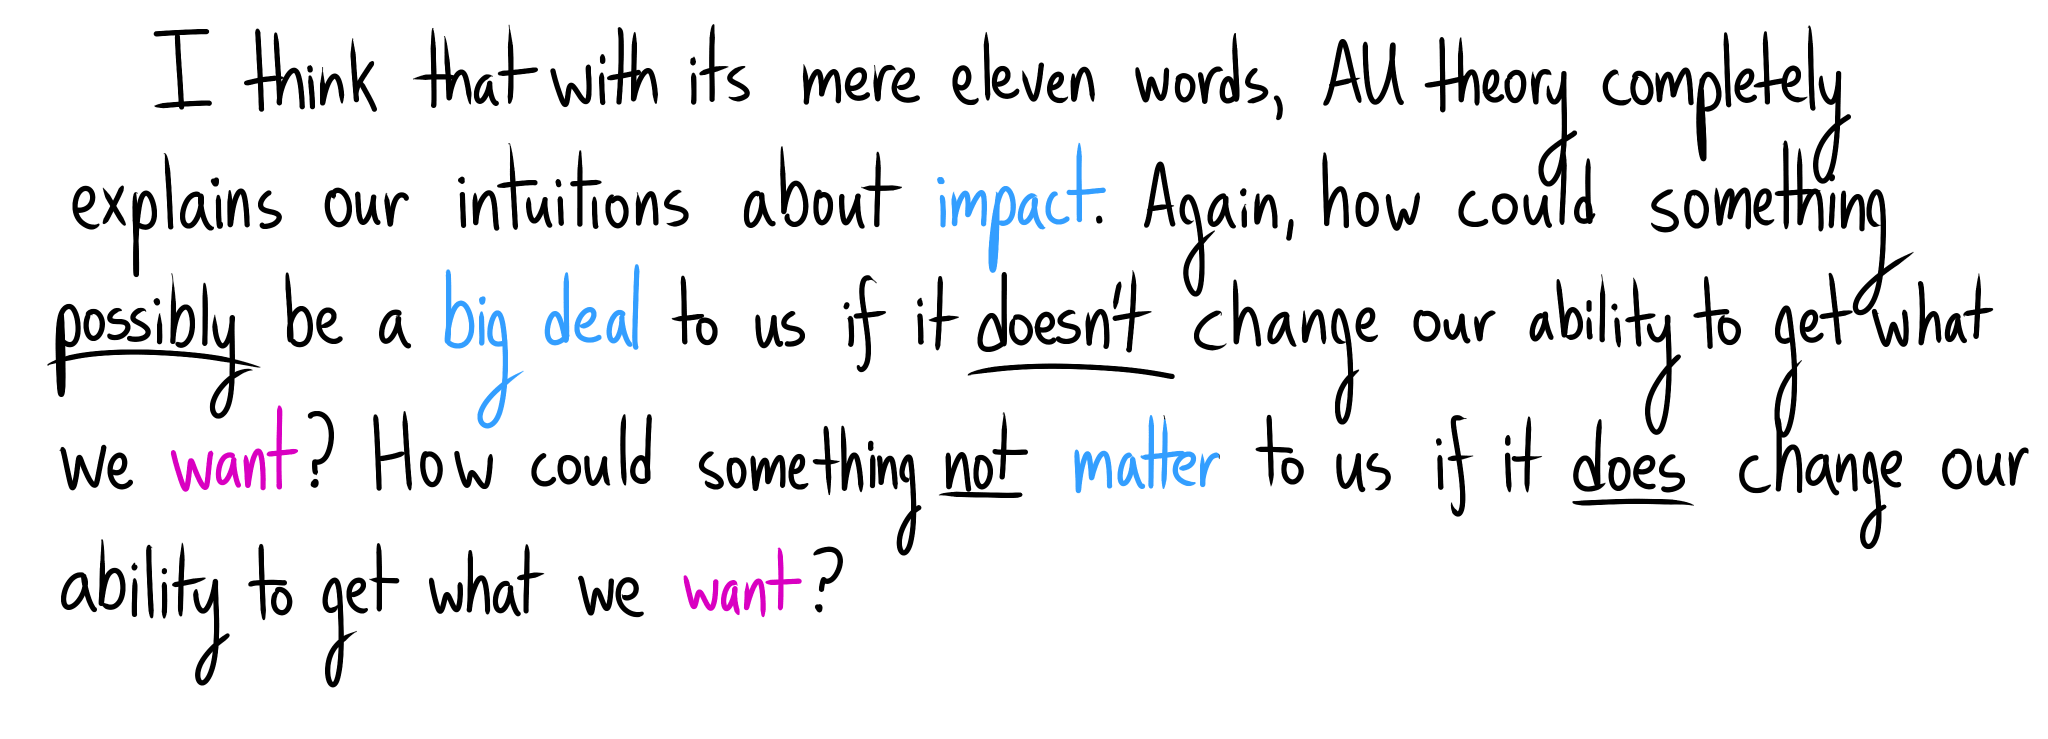 I think that with its mere eleven words, AU theory completely
explains our intuitions about impact. Again, how could something
possibly be a big deal to us if it doesn't change our ability to get what
we want? How could something not matter to us if it does change our
ability to get what we want?